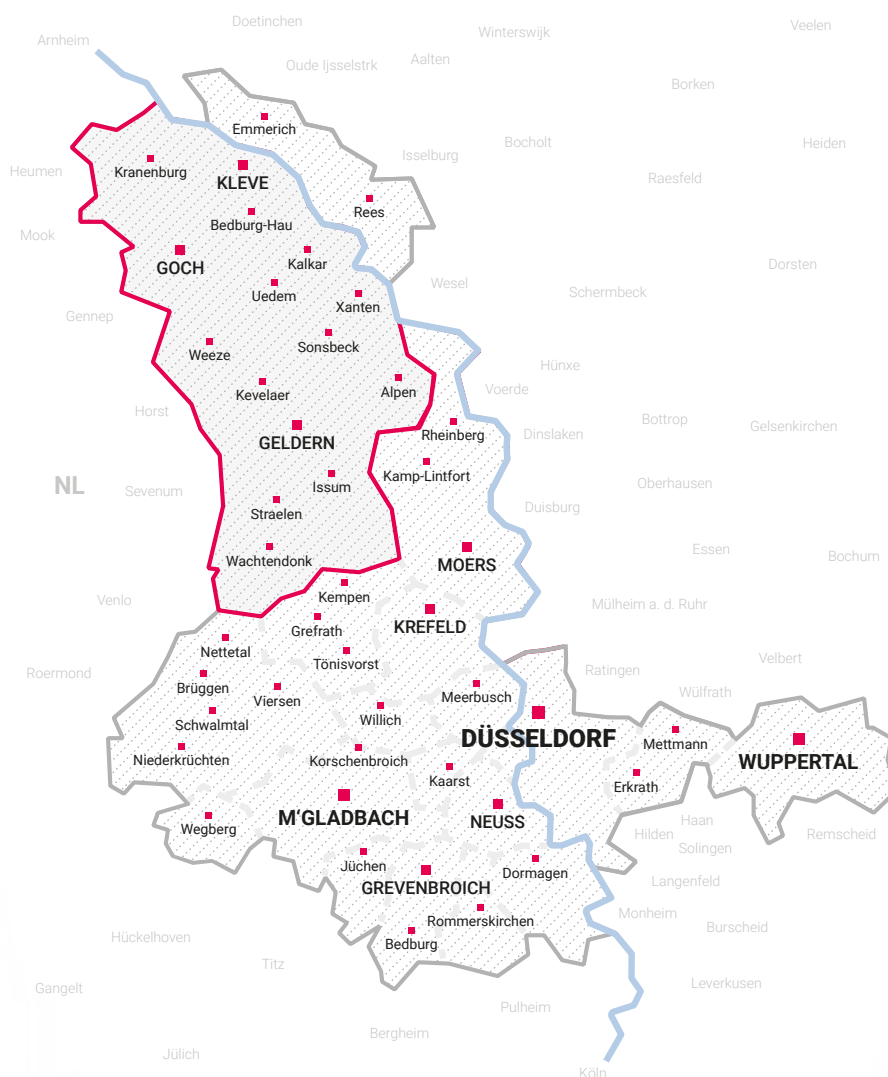 Doetinchen
Veelen
Winterswijk
Arnheim
Aalten
Oude Ijsselstrk
Borken
Emmerich
Bocholt
Heiden
Isselburg
Heumen
Kranenburg
KLEVE
Raesfeld
Rees
Bedburg-Hau
Mook
GOCH
Kalkar
Dorsten
Wesel
Uedem
Schermbeck
Xanten
Gennep
Sonsbeck
Weeze
Hünxe
Kevelaer
Alpen
Voerde
Horst
Bottrop
Gelsenkirchen
Rheinberg
Dinslaken
GELDERN
Kamp-Lintfort
NL
Sevenum
Issum
Oberhausen
Straelen
Duisburg
Essen
Bochum
Wachtendonk
MOERS
Kempen
Venlo
Mülheim a. d. Ruhr
Grefrath
KREFELD
Nettetal
Tönisvorst
Velbert
Roermond
Ratingen
Brüggen
Viersen
Meerbusch
Wülfrath
Schwalmtal
Willich
DÜSSELDORF
Mettmann
Niederkrüchten
Korschenbroich
WUPPERTAL
Kaarst
Erkrath
M‘GLADBACH
NEUSS
Haan
Wegberg
Hilden
Remscheid
Solingen
Jüchen
Dormagen
GREVENBROICH
Langenfeld
Rommerskirchen
Monheim
Burscheid
Hückelhoven
Bedburg
Titz
Gangelt
Leverkusen
Pulheim
Bergheim
Jülich
Köln